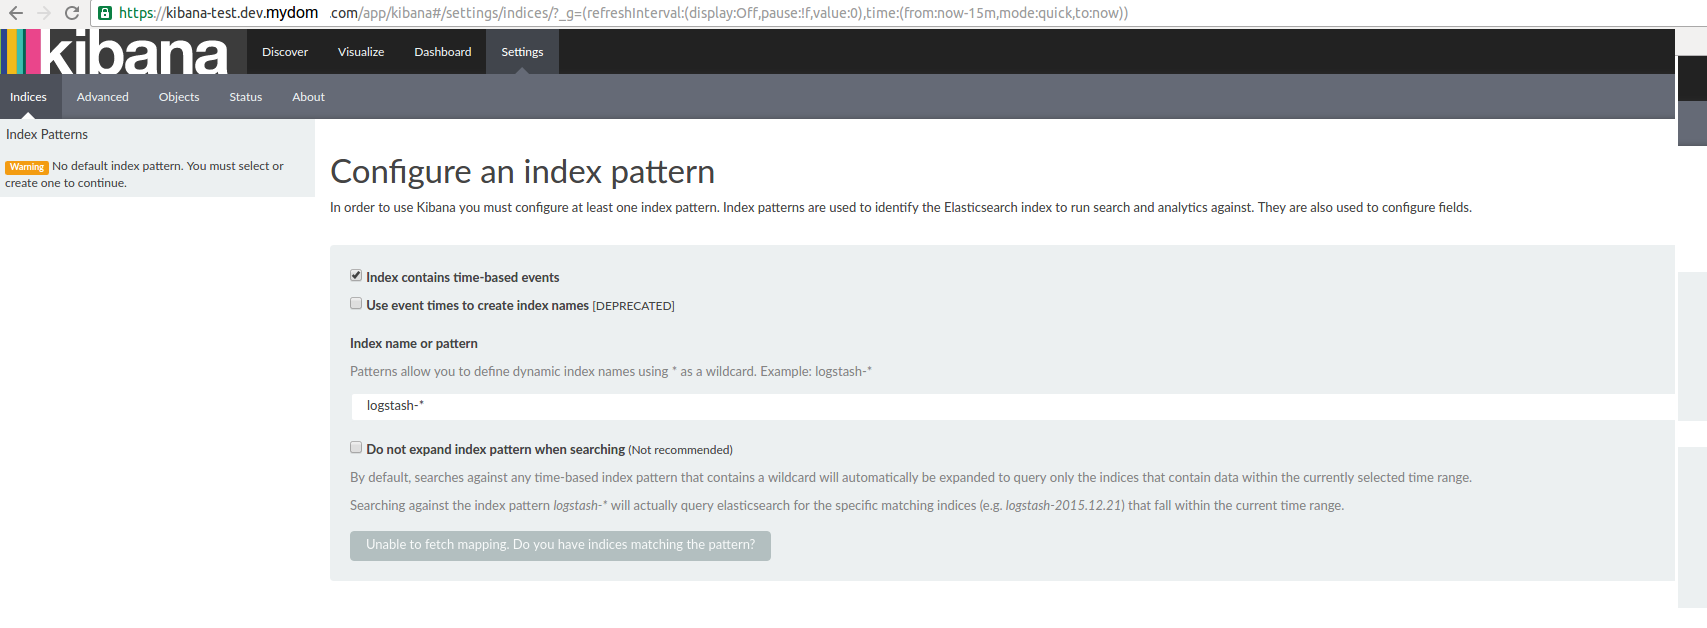 https://kibana-test.dev.mydom .com/app/kibana#/settings/indices/?_g=(refreshInterval:(display:Off,pause:!f,value:0),time:(from:now-15m,mode:quick,to:now))
kibana Discover Visualize Dashboard Settings
Indices Advanced Objects Status About
Index Patterns
Warning No default index pattern. You must select or
create one to continue.
Configure an index pattern
In order to use Kibana you must configure at least one index pattern. Index patterns are used to identify the Elasticsearch index to run search and analytics against. They are also used to configure fields.
Index contains time-based events
Use event times to create index names [DEPRECATED]
Index name or pattern
Patterns allow you to define dynamic index names using * as a wildcard. Example: logstash-*
logstash-*
Do not expand index pattern when searching (Not recommended)
By default, searches against any time-based index pattern that contains a wildcard will automatically be expanded to query only the indices that contain data within the currently selected time range.
Searching against the index pattern logstash-* will actually query elasticsearch for the specific matching indices (e.g. logstash-2015.12.21) that fall within the current time range.
Unable to fetch mapping. Do you have indices matching the pattern?